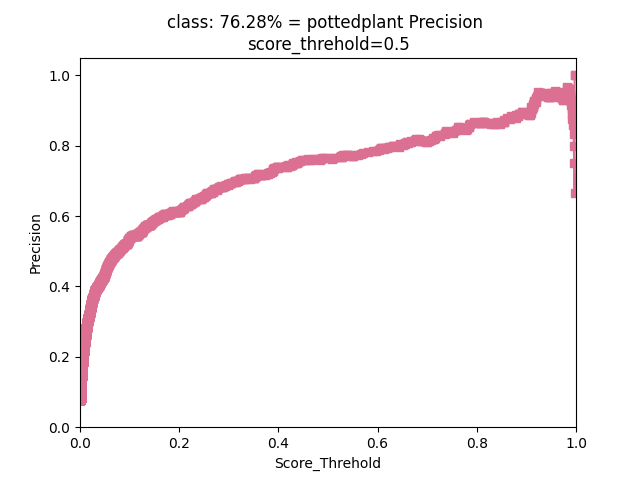 class: 76.28% = pottedplant Precision
score_threhold=0.5
Precision
1.0
0.8
0.6
0.4
0.2
0.0
0.0 0.2 0.4 0.6 0.8 1.0
Score_Threhold